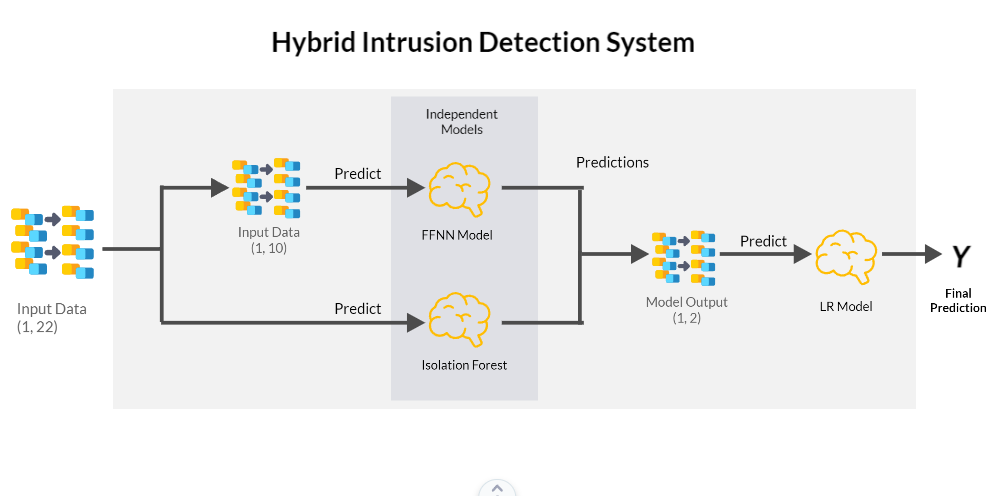 Hybrid Intrusion Detection System
Independent
Models
Predictions
Predict
Input Data
(1, 10)
FFNN Model
Input Data
(1, 22)
Predict
Isolation Forest
Model Output
(1, 2)
Predict
LR Model
Y
Final
Prediction